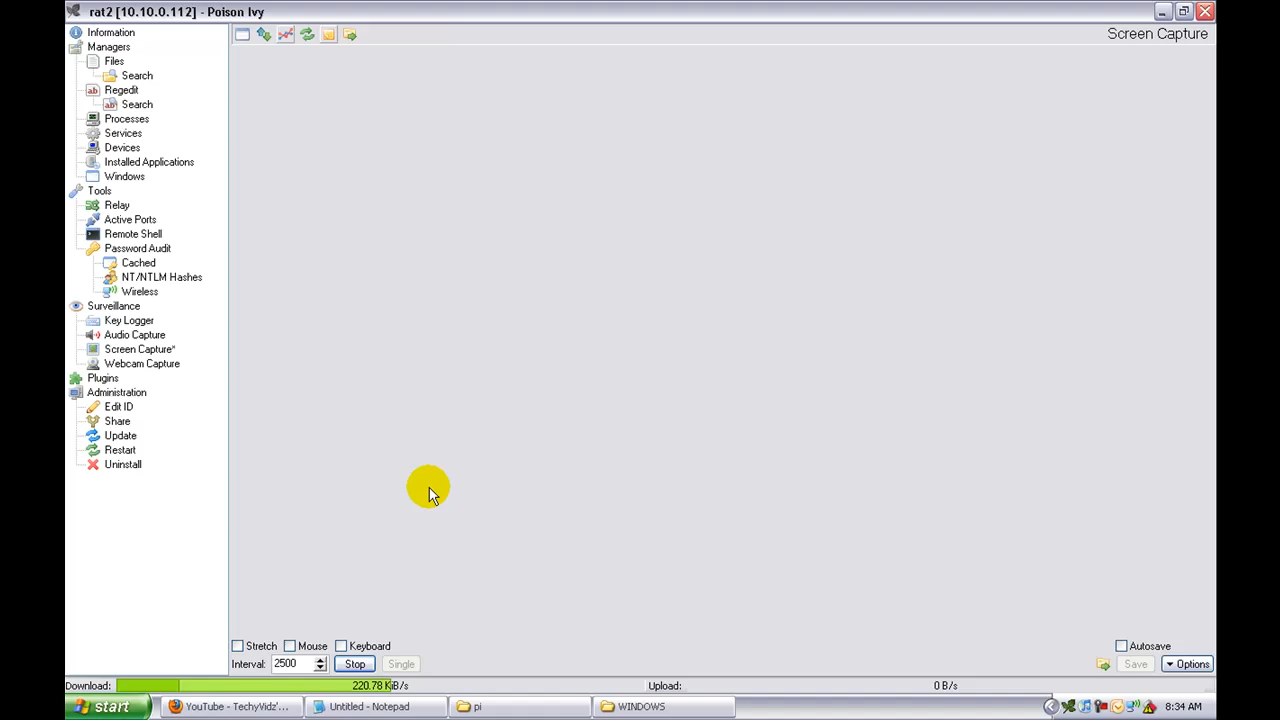 rat2 [10.10.0.112] - Poison Ivy
Information
Managers
Files
Search
Regedit
Search
Processes
Services
Devices
Installed Applications
Windows
Tools
Relay
Active Ports
Remote Shell
Password Audit
Cached
NT/NTLM Hashes
Wireless
Surveillance
Key Logger
Audio Capture
Screen Capture*
Webcam Capture
Plugins
Administration
Edit ID
Share
Update
Restart
Uninstall
Screen Capture
Stretch Mouse Keyboard Autosave
Interval: 2500 Stop Single Save Options
Download: 220.78 KiB/s Upload: 0 B/s
start YouTube - TechyVidz'... Untitled - Notepad pi WINDOWS 8:34 AM